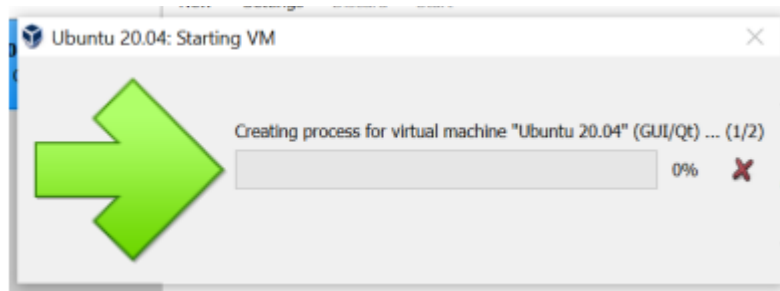 Ubuntu 20.04: Starting VM
Creating process for virtual machine "Ubuntu 20.04" (GUI/Qt) ... (1/2)
0%